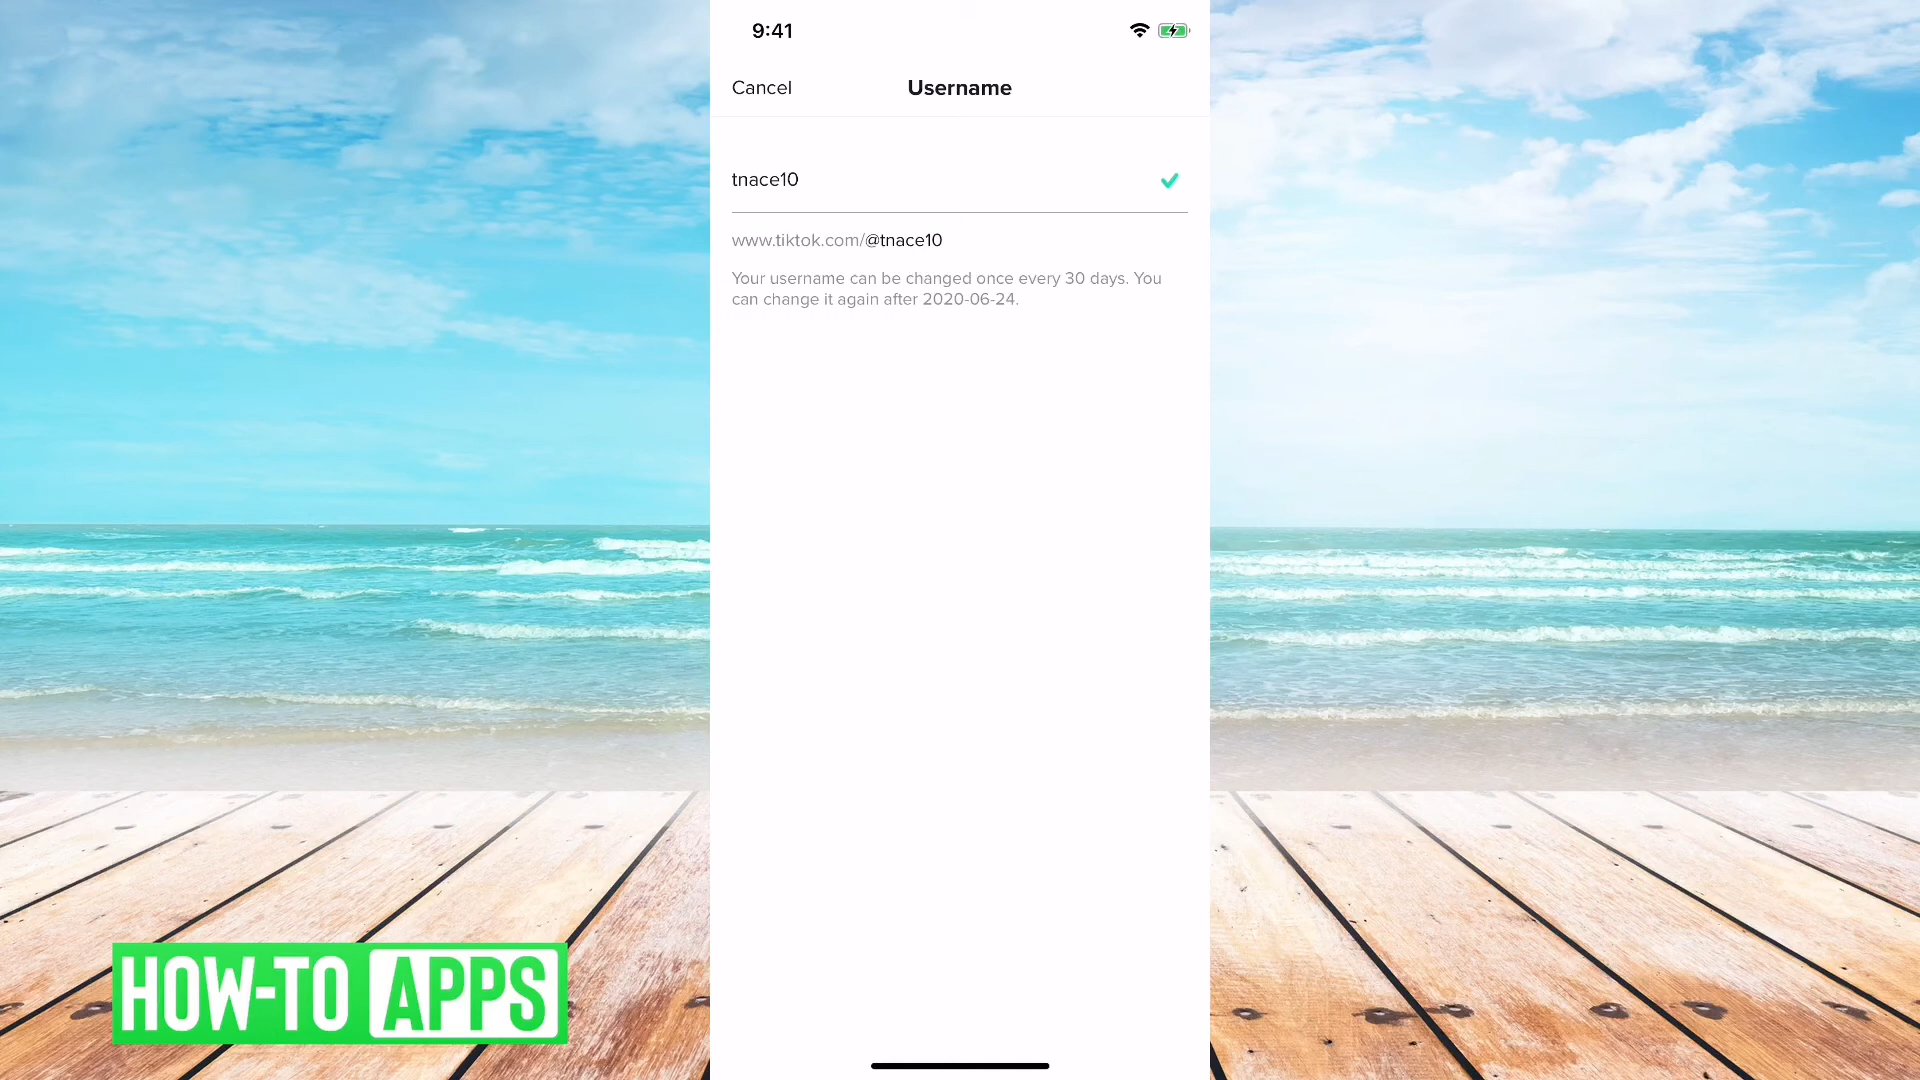 9:41
Cancel
Username
tnace10
www.tiktok.com/@tnace10
Your username can be changed once every 30 days. You
can change it again after 2020-06-24.
HOW-TO APPS